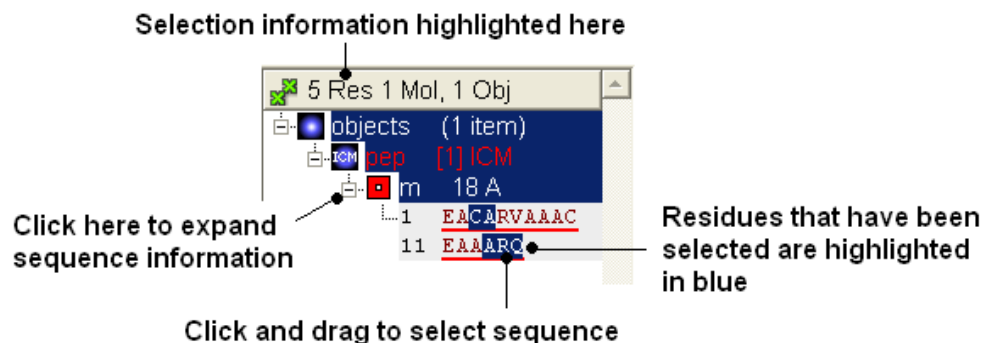 Selection information highlighted here
5 Res 1 Mol, 1 Obj
objects (1 item)
ICM pep [1] ICM
m 18 A
1 EACARVAAAC
11 EAAARQ
Click here to expand
sequence information
Residues that have been
selected are highlighted
in blue
Click and drag to select sequence